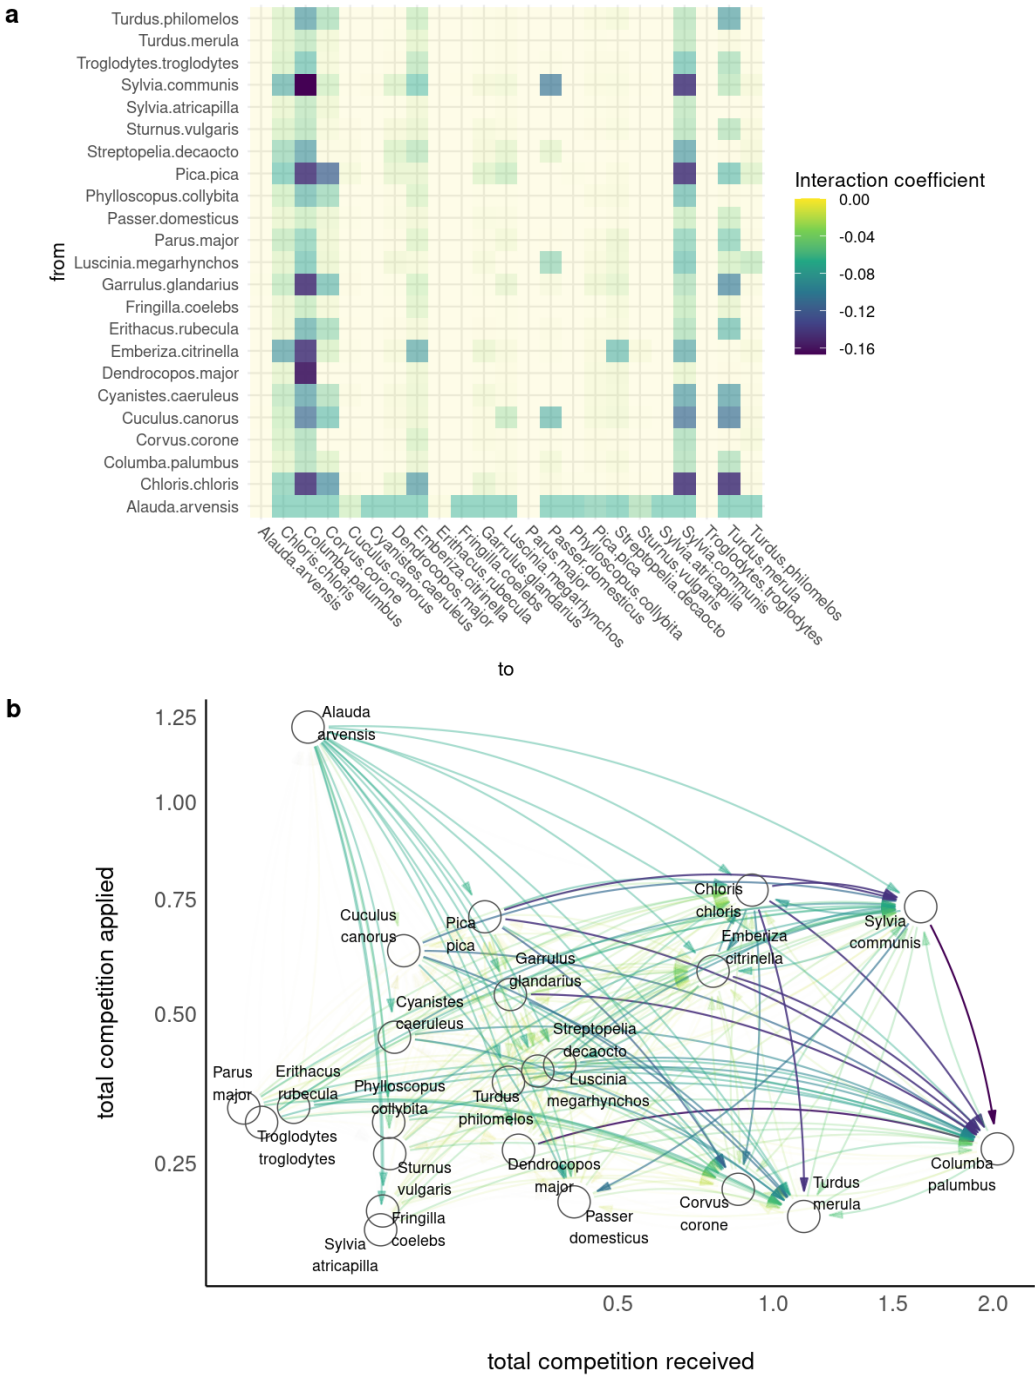 a
Turdus.philomelos
Turdus.merula
Troglodytes.troglodytes
Sylvia.communis
Sylvia.atricapilla
Sturnus.vulgaris
Streptopelia.decaocto
Pica.pica
Phylloscopus.collybita
Passer.domesticus
Parus.major
Luscinia.megarhynchos
Garrulus.glandarius
Fringilla.coelebs
Erithacus.rubecula
Emberiza.citrinella
Dendrocopos.major
Cyanistes.caeruleus
Cuculus.canorus
Corvus.corone
Columba.palumbus
Chloris.chloris
Alauda.arvensis
from
Alauda.arvensis
Chloris.chloris
Columba.palumbus
Corvus.corone
Cuculus.canorus
Cyanistes.caeruleus
Dendrocopos.major
Emberiza.citrinella
Erithacus.rubecula
Fringilla.coelebs
Garrulus.glandarius
Luscinia.megarhynchos
Parus.major
Passer.domesticus
Phylloscopus.collybita
Pica.pica
Streptopelia.decaocto
Sturnus.vulgaris
Sylvia.atricapilla
Sylvia.communis
Troglodytes.troglodytes
Turdus.merula
Turdus.philomelos
to
Interaction coefficient
0.00
-0.04
-0.08
-0.12
-0.16
b
total competition applied
1.25
1.00
0.75
0.50
0.25
Alauda
arvensis
Cuculus
canorus
Pica
pica
Chloris
chloris
Sylvia
communis
Emberiza
citrinella
Garrulus
glandarius
Cyanistes
caeruleus
Streptopelia
decaocto
Parus
major
Erithacus
rubecula
Phylloscopus
collybita
Turdus
philomelos
Luscinia
megarhynchos
Troglodytes
troglodytes
Sturnus
vulgaris
Dendrocopos
major
Columba
palumbus
Turdus
merula
Corvus
corone
Passer
domesticus
Fringilla
coelebs
Sylvia
atricapilla
0.5
1.0
1.5
2.0
total competition received